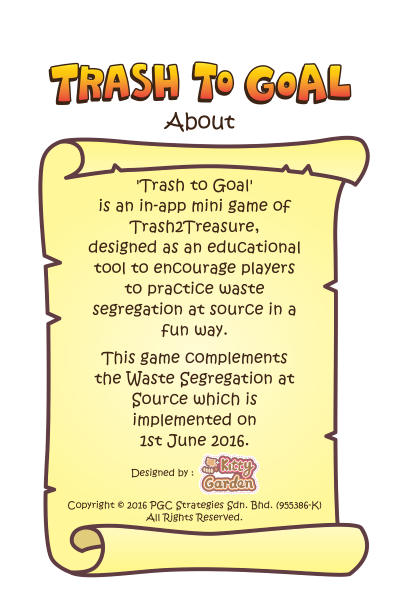 TRASH TO GOAL
About
'Trash to Goal'
is an in-app mini game of
Trash2Treasure,
designed as an educational
tool to encourage players
to practice waste
segregation at source in a
fun way.
This game complements
the Waste Segregation at
Source which is
implemented on
1st June 2016.
Designed by :
Kitty
Garden
Copyright © 2016 PGC Strategies Sdn. Bhd. (955386-K)
All Rights Reserved.